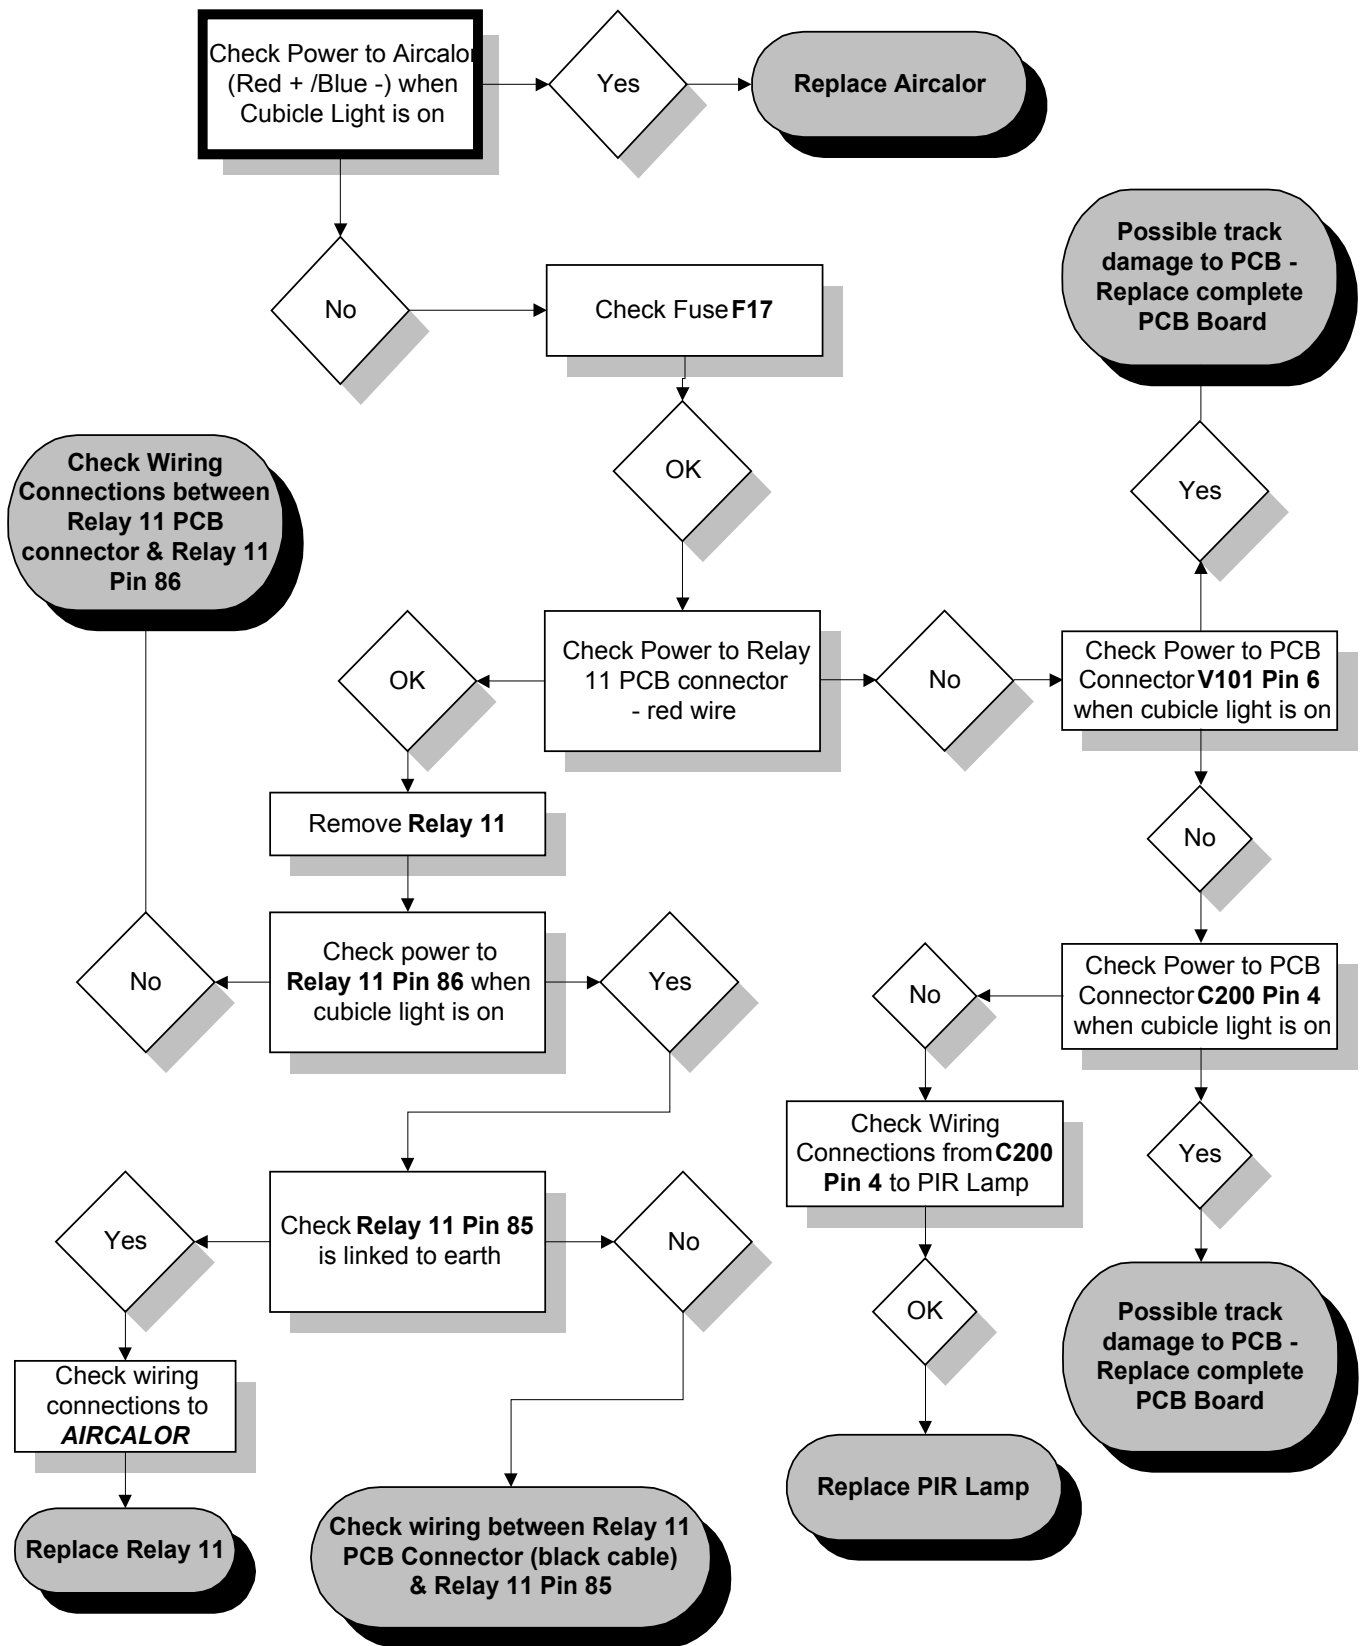 Check Power to Aircalor
(Red + /Blue -) when
Cubicle Light is on
Yes
Replace Aircalor
No
Check Fuse F17
OK
Possible track
damage to PCB -
Replace complete
PCB Board
Yes
Check Wiring
Connections between
Relay 11 PCB
connector & Relay 11
Pin 86
OK
Check Power to Relay
11 PCB connector
- red wire
No
Check Power to PCB
Connector V101 Pin 6
when cubicle light is on
Remove Relay 11
No
No
Check power to
Relay 11 Pin 86 when
cubicle light is on
Yes
No
Check Power to PCB
Connector C200 Pin 4
when cubicle light is on
Check Wiring
Connections from C200
Pin 4 to PIR Lamp
Yes
Yes
Check Relay 11 Pin 85
is linked to earth
No
OK
Possible track
damage to PCB -
Replace complete
PCB Board
Check wiring
connections to
AIRCALOR
Replace PIR Lamp
Replace Relay 11
Check wiring between Relay 11
PCB Connector (black cable)
& Relay 11 Pin 85